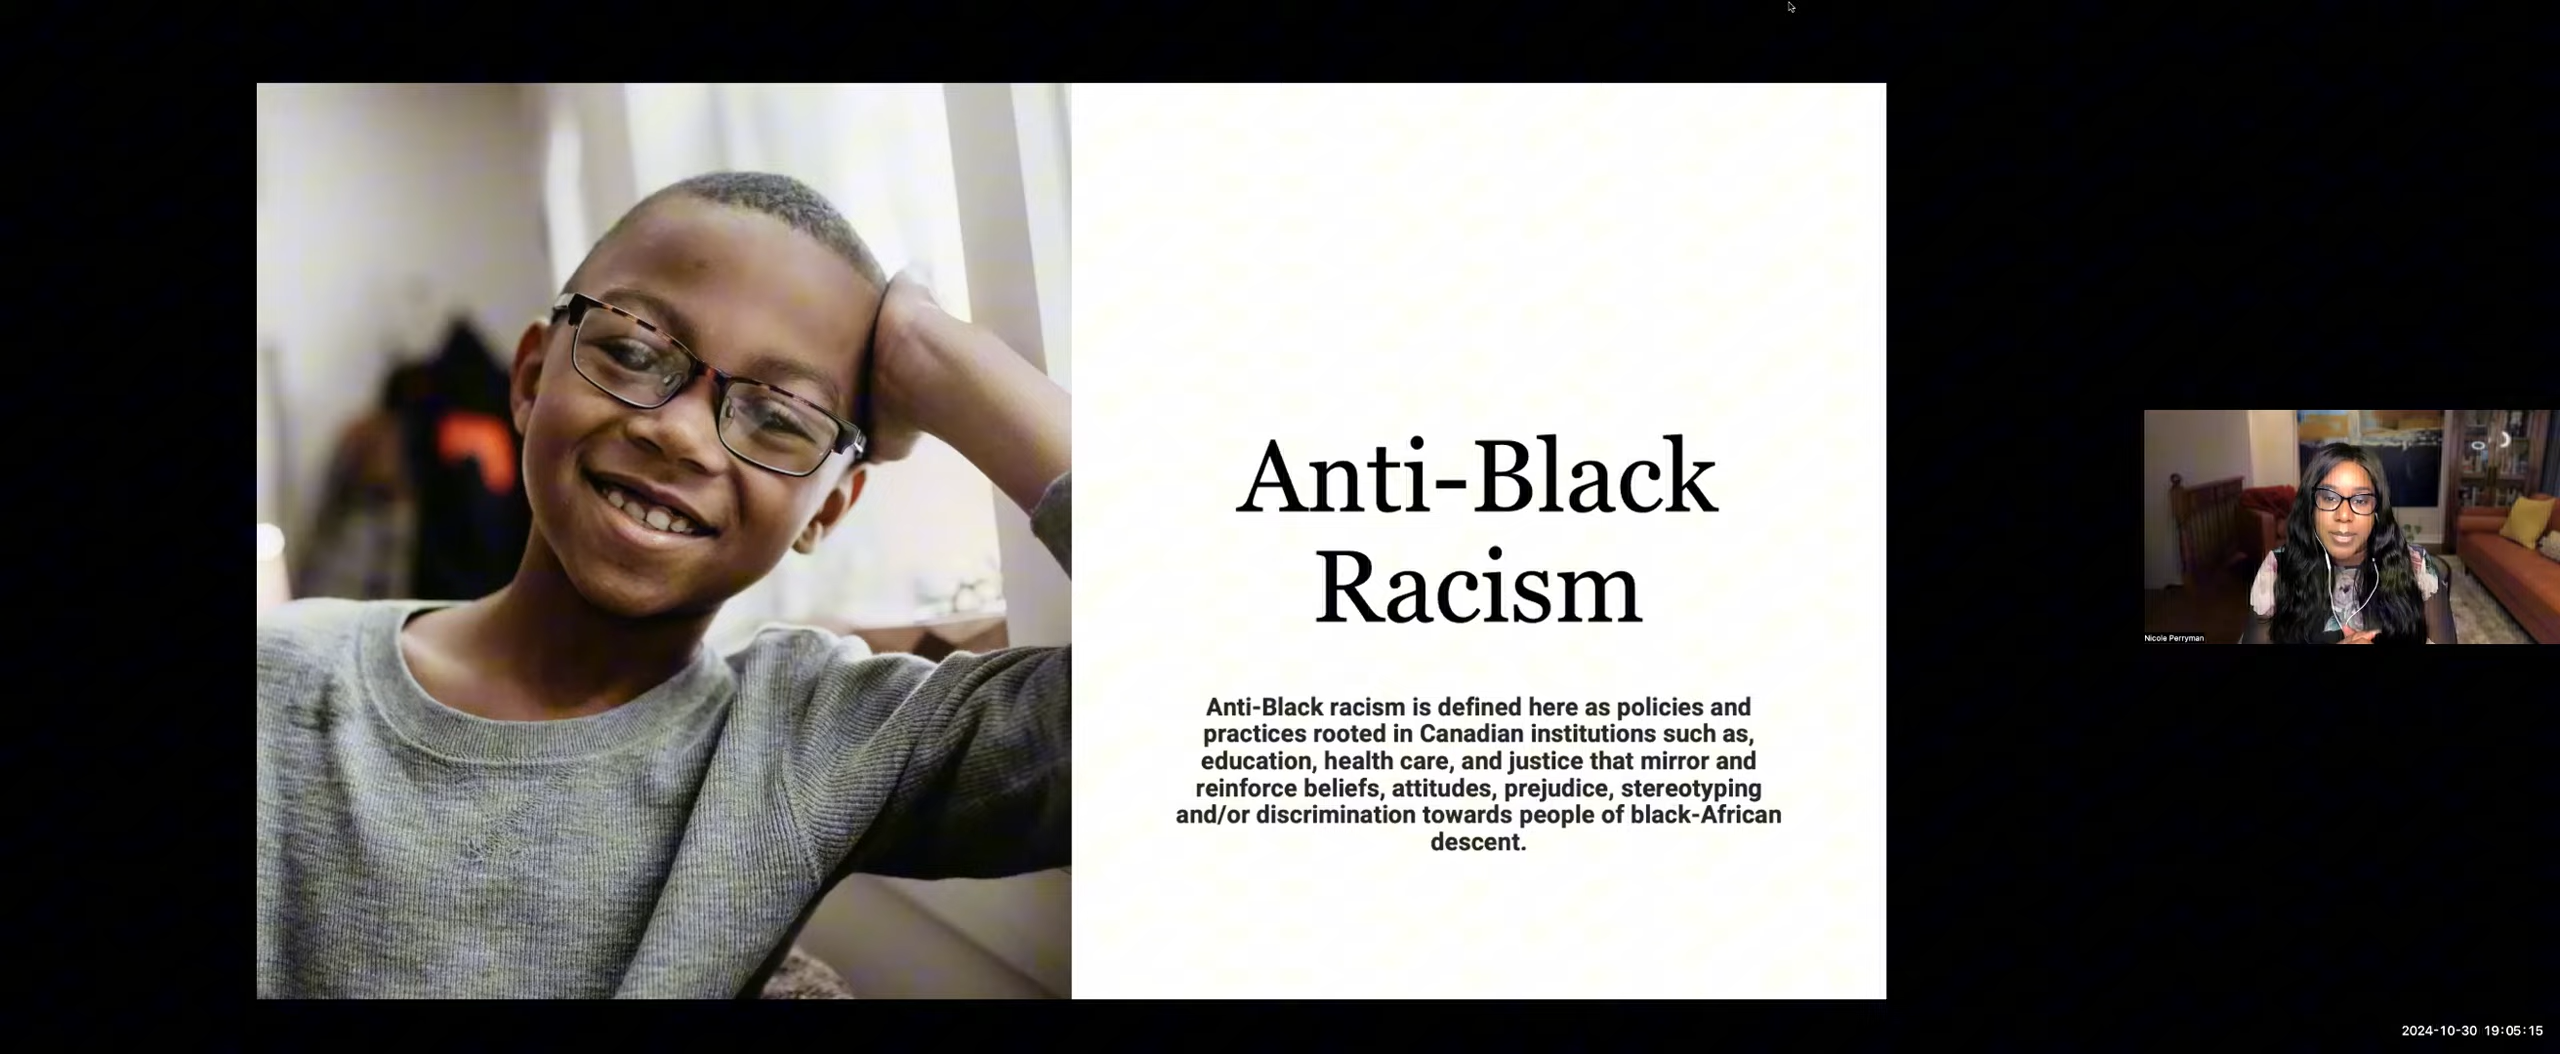 Anti-Black
Racism
Anti-Black racism is defined here as policies and
practices rooted in Canadian institutions such as,
education, health care, and justice that mirror and
reinforce beliefs, attitudes, prejudice, stereotyping
and/or discrimination towards people of black-African
descent.
Nicole Perryman
2024-10-30 19:05:15